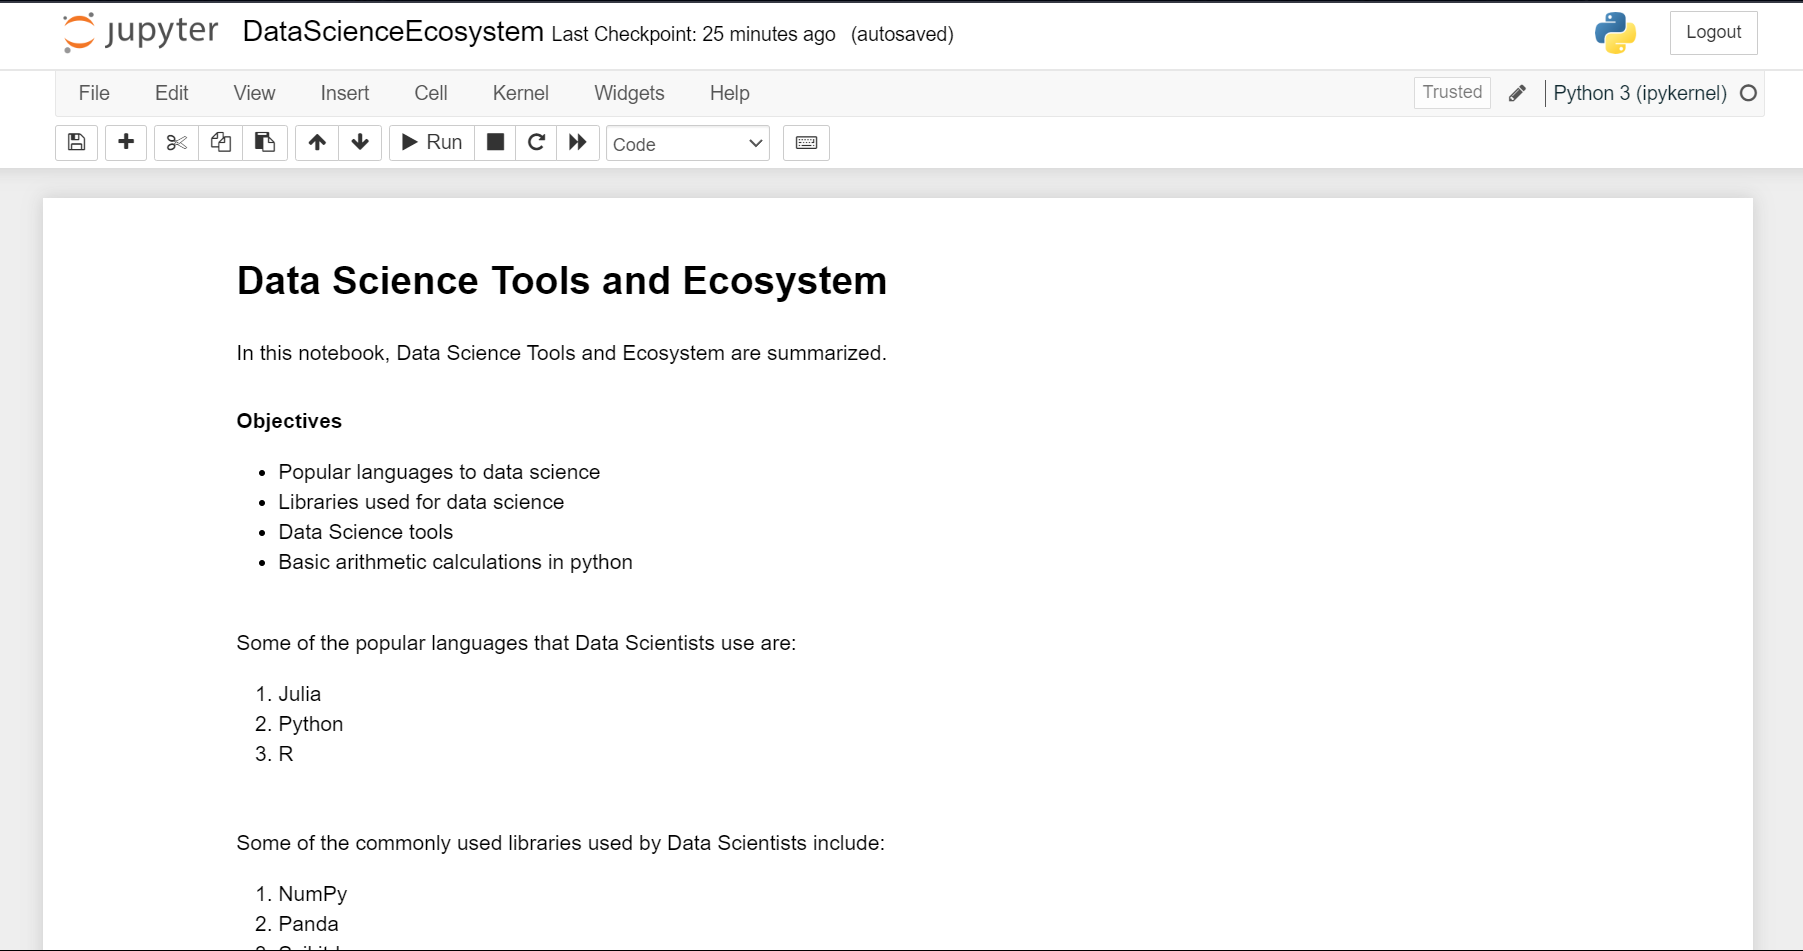 jupyter DataScienceEcosystem Last Checkpoint: 25 minutes ago (autosaved)
Logout
File Edit View Insert Cell Kernel Widgets Help
Trusted
Python 3 (ipykernel)
Run
Code
Data Science Tools and Ecosystem
In this notebook, Data Science Tools and Ecosystem are summarized.
Objectives
• Popular languages to data science
• Libraries used for data science
• Data Science tools
• Basic arithmetic calculations in python
Some of the popular languages that Data Scientists use are:
1. Julia
2. Python
3. R
Some of the commonly used libraries used by Data Scientists include:
1. NumPy
2. Panda